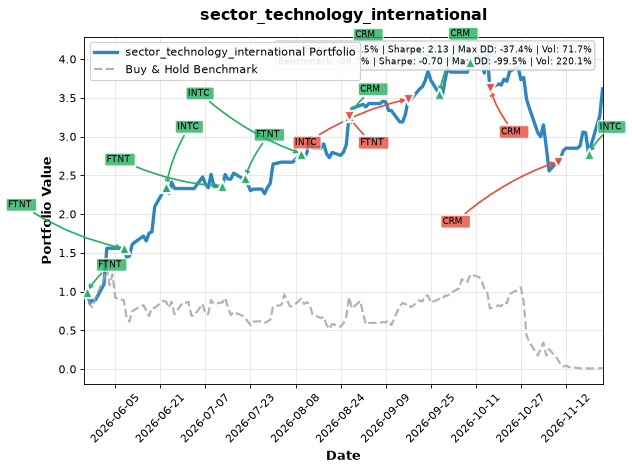 sector_technology_international
CRM
CRM
sector_technology_international Portfolio
Buy & Hold Benchmark
.5% | Sharpe: 2.13 | Max DD: -37.4% | Vol: 71.7%
Benchmark: | Sharpe: -0.70 | Max DD: -99.5% | Vol: 220.1%
INTC
CRM
INTC
FTNT
INTC
FTNT
CRM
INTC
FTNT
FTNT
CRM
FTNT
Portfolio Value
4.0
3.5
3.0
2.5
2.0
1.5
1.0
0.5
0.0
2026-06-05
2026-06-21
2026-07-07
2026-07-23
2026-08-08
2026-08-24
2026-09-09
2026-09-25
2026-10-11
2026-10-27
2026-11-12
Date